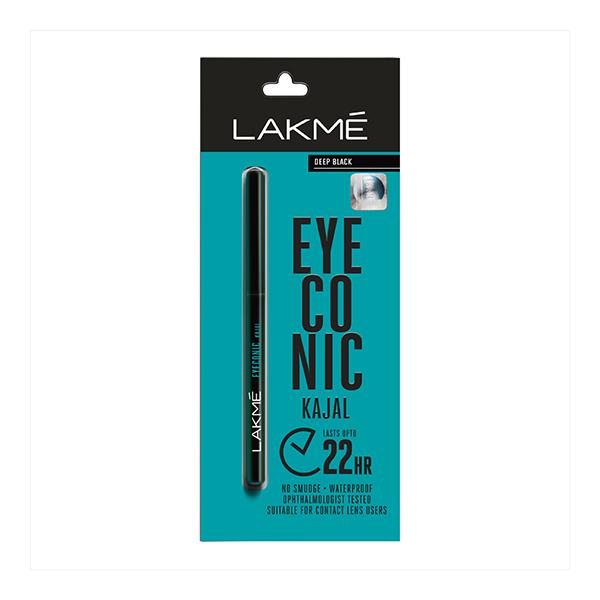 LAKMÉ
DEEP BLACK
EYE
CO
NIC
KAJAL
LASTS UPTO
22HR
NO SMUDGE • WATERPROOF
OPHTHALMOLOGIST TESTED
SUITABLE FOR CONTACT LENS USERS
LAKMÉ EYECONIC KAJAL